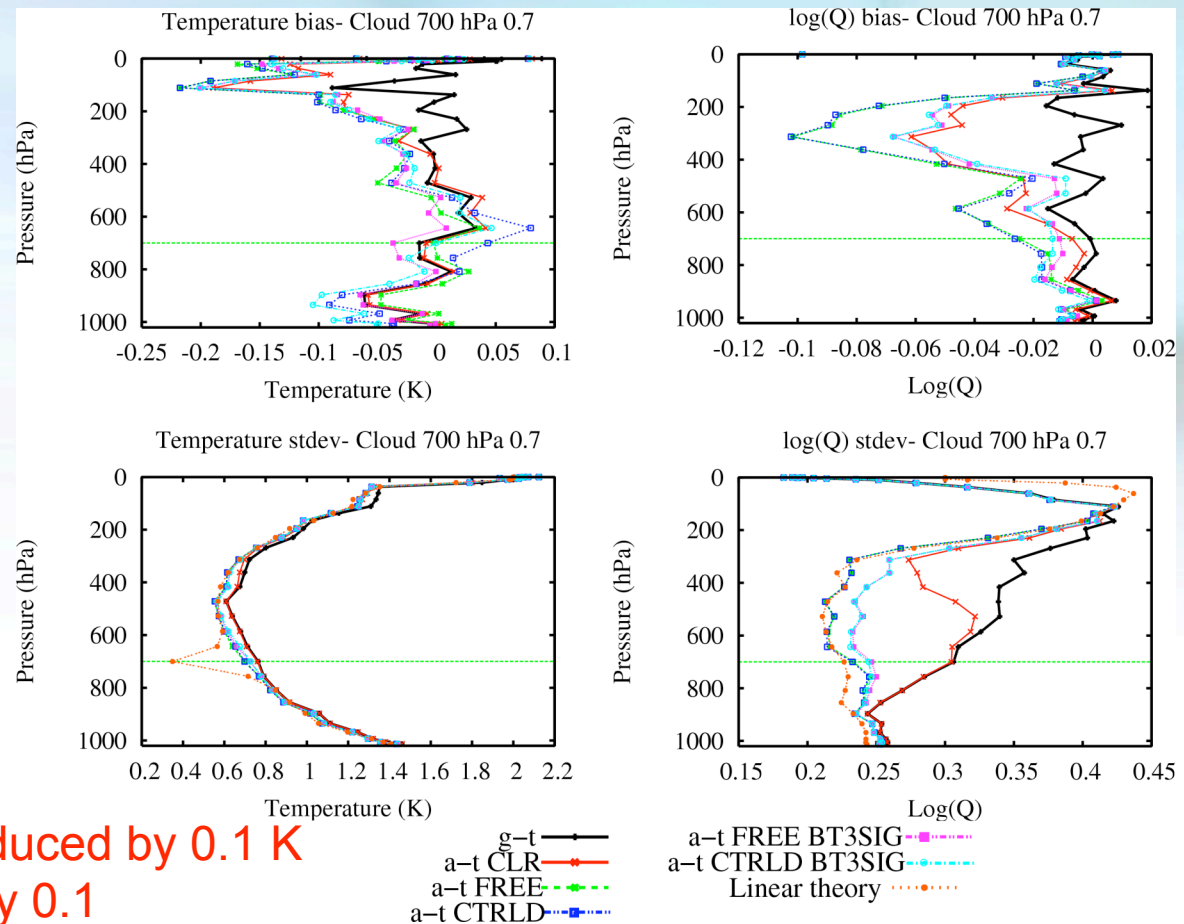 Temperature bias- Cloud 700 hPa 0.7
0
200
400
600
800
1000
Pressure (hPa)
-0.25 -0.2 -0.15 -0.1 -0.05 0 0.05 0.1
Temperature (K)
log(Q) bias- Cloud 700 hPa 0.7
0
200
400
600
800
1000
Pressure (hPa)
-0.12 -0.1 -0.08 -0.06 -0.04 -0.02 0 0.02
Log(Q)
Temperature stdev- Cloud 700 hPa 0.7
0
200
400
600
800
1000
Pressure (hPa)
0.2 0.4 0.6 0.8 1 1.2 1.4 1.6 1.8 2 2.2
Temperature (K)
log(Q) stdev- Cloud 700 hPa 0.7
0
200
400
600
800
1000
Pressure (hPa)
0.15 0.2 0.25 0.3 0.35 0.4 0.45
Log(Q)
duced by 0.1 K
y 0.1
g−t
a−t CLR
a−t FREE
a−t CTRLD
a−t FREE BT3SIG
a−t CTRLD BT3SIG
Linear theory